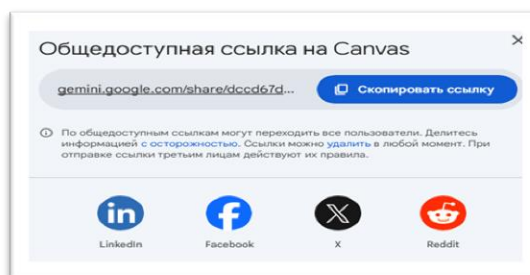 Общедоступная ссылка на Canvas
gemini.google.com/share/dccd67d...
Скопировать ссылку
По общедоступным ссылкам могут переходить все пользователи. Делитесь
информацией с осторожностью. Ссылки можно удалить в любой момент. При
отправке ссылки третьим лицам действуют их правила.
LinkedIn
Facebook
X
Reddit